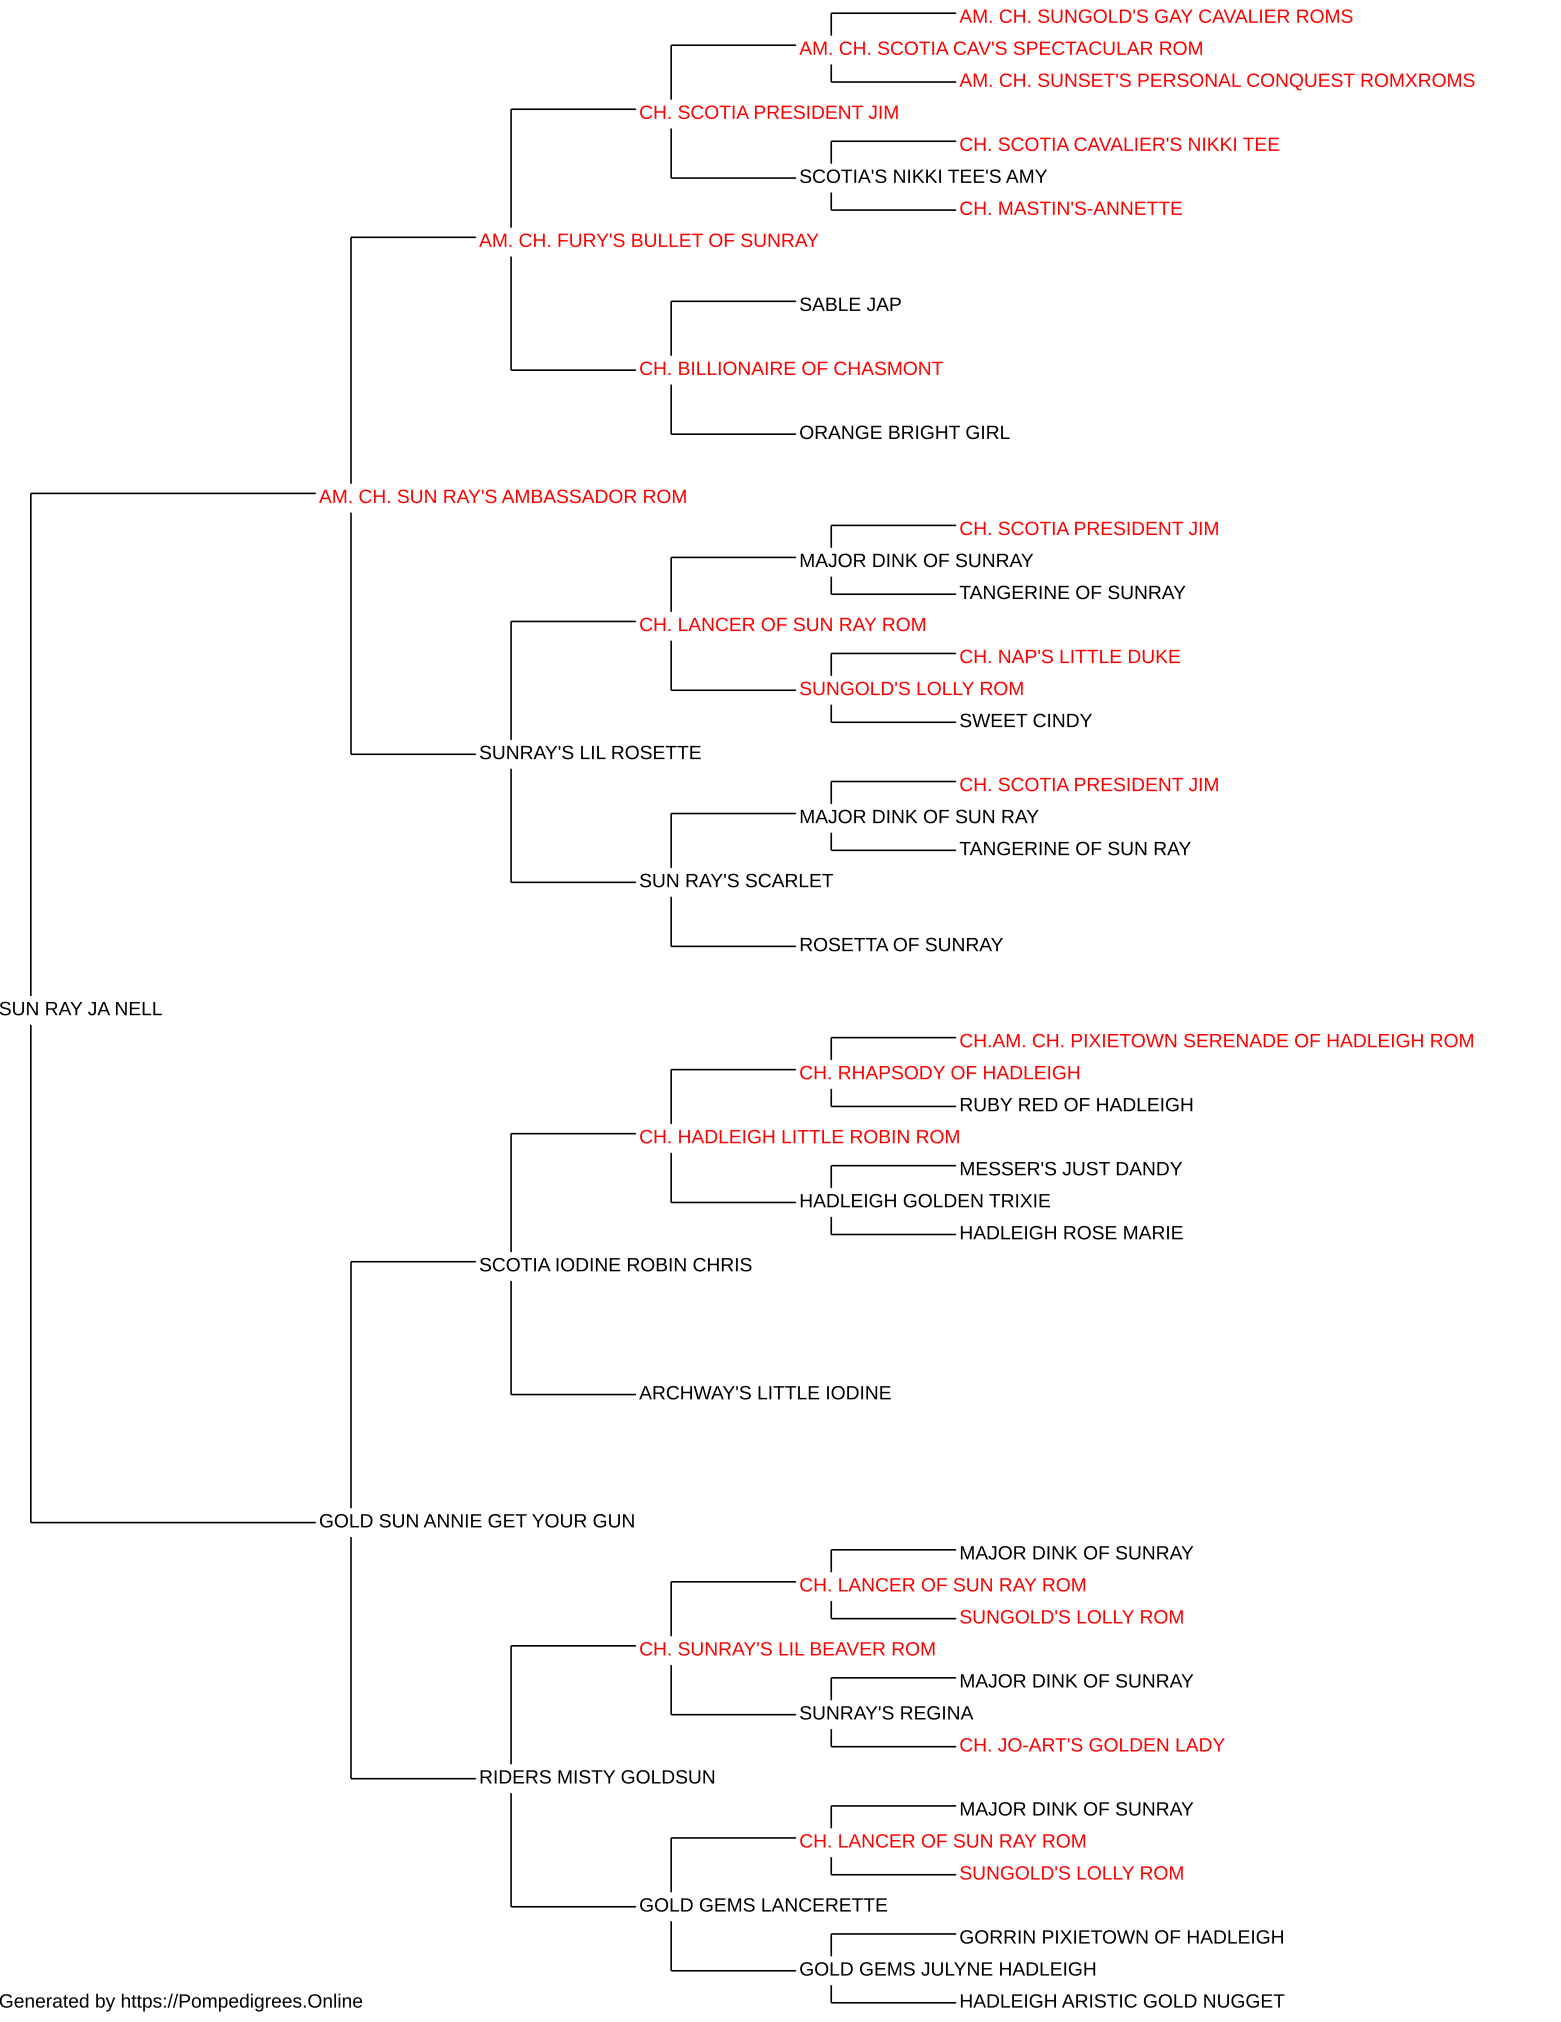 AM. CH. SUNGOLD'S GAY CAVALIER ROMS
AM. CH. SCOTIA CAV'S SPECTACULAR ROM
AM. CH. SUNSET'S PERSONAL CONQUEST ROMXROMS
CH. SCOTIA PRESIDENT JIM
CH. SCOTIA CAVALIER'S NIKKI TEE
SCOTIA'S NIKKI TEE'S AMY
CH. MASTIN'S-ANNETTE
AM. CH. FURY'S BULLET OF SUNRAY
SABLE JAP
CH. BILLIONAIRE OF CHASMONT
ORANGE BRIGHT GIRL
AM. CH. SUN RAY'S AMBASSADOR ROM
CH. SCOTIA PRESIDENT JIM
MAJOR DINK OF SUNRAY
TANGERINE OF SUNRAY
CH. LANCER OF SUN RAY ROM
CH. NAP'S LITTLE DUKE
SUNGOLD'S LOLLY ROM
SWEET CINDY
SUNRAY'S LIL ROSETTE
CH. SCOTIA PRESIDENT JIM
MAJOR DINK OF SUN RAY
TANGERINE OF SUN RAY
SUN RAY'S SCARLET
ROSETTA OF SUNRAY
SUN RAY JA NELL
CH.AM. CH. PIXIETOWN SERENADE OF HADLEIGH ROM
CH. RHAPSODY OF HADLEIGH
RUBY RED OF HADLEIGH
CH. HADLEIGH LITTLE ROBIN ROM
MESSER'S JUST DANDY
HADLEIGH GOLDEN TRIXIE
HADLEIGH ROSE MARIE
SCOTIA IODINE ROBIN CHRIS
ARCHWAY'S LITTLE IODINE
GOLD SUN ANNIE GET YOUR GUN
MAJOR DINK OF SUNRAY
CH. LANCER OF SUN RAY ROM
SUNGOLD'S LOLLY ROM
CH. SUNRAY'S LIL BEAVER ROM
MAJOR DINK OF SUNRAY
SUNRAY'S REGINA
CH. JO-ART'S GOLDEN LADY
RIDERS MISTY GOLDSUN
MAJOR DINK OF SUNRAY
CH. LANCER OF SUN RAY ROM
SUNGOLD'S LOLLY ROM
GOLD GEMS LANCERETTE
GORRIN PIXIETOWN OF HADLEIGH
GOLD GEMS JULYNE HADLEIGH
HADLEIGH ARISTIC GOLD NUGGET
Generated by https://Pompedigrees.Online